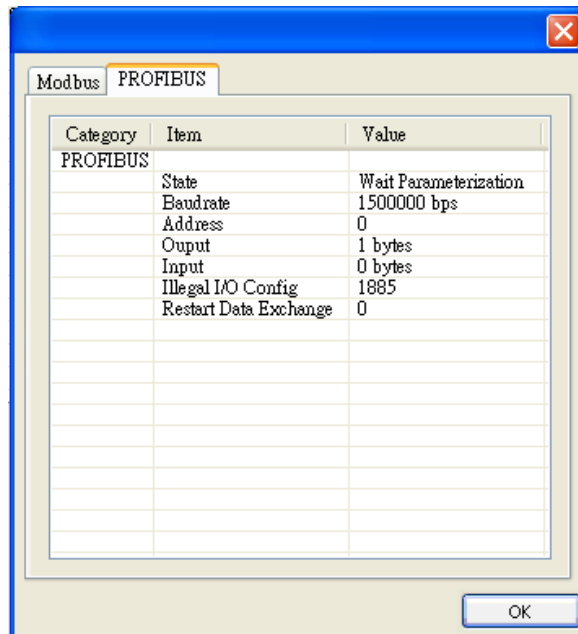 Modbus PROFIBUS
Category Item Value
PROFIBUS
State Wait Parameterization
Baudrate 1500000 bps
Address 0
Ouput 1 bytes
Input 0 bytes
Illegal I/O Config 1885
Restart Data Exchange 0
OK